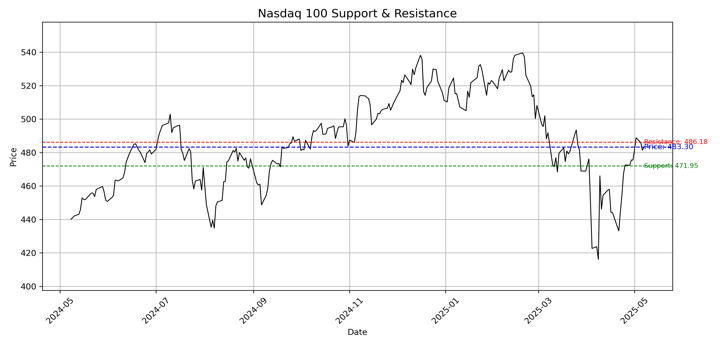 Nasdaq 100 Support & Resistance
Price
540
520
500
480
460
440
420
400
Resistance: 486.18
Price: 483.30
Support: 471.95
2024-05
2024-07
2024-09
2024-11
2025-01
2025-03
2025-05
Date